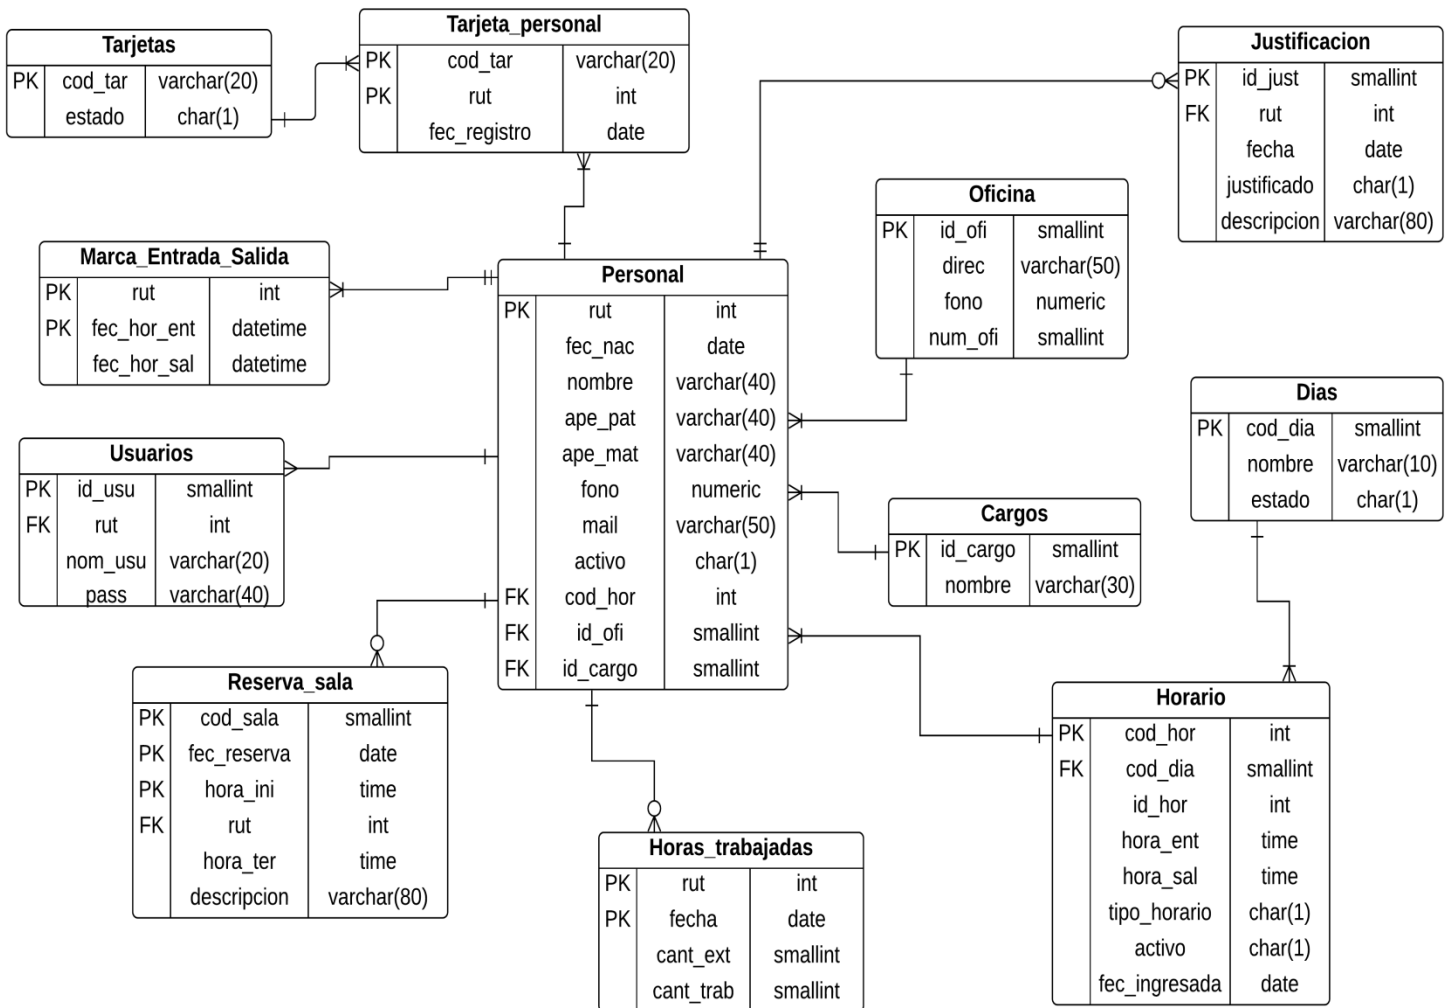 Tarjetas
PK cod_tar varchar(20)
estado char(1)
Tarjeta_personal
PK cod_tar varchar(20)
PK rut int
fec_registro date
Justificacion
PK id_just smallint
FK rut int
fecha date
justificado char(1)
descripcion varchar(80)
Oficina
PK id_ofi smallint
direc varchar(50)
fono numeric
num_ofi smallint
Marca_Entrada_Salida
PK rut int
PK fec_hor_ent datetime
fec_hor_sal datetime
Personal
PK rut int
fec_nac date
nombre varchar(40)
ape_pat varchar(40)
ape_mat varchar(40)
fono numeric
mail varchar(50)
activo char(1)
FK cod_hor int
FK id_ofi smallint
FK id_cargo smallint
Dias
PK cod_dia smallint
nombre varchar(10)
estado char(1)
Usuarios
PK id_usu smallint
FK rut int
nom_usu varchar(20)
pass varchar(40)
Cargos
PK id_cargo smallint
nombre varchar(30)
Reserva_sala
PK cod_sala smallint
PK fec_reserva date
PK hora_ini time
FK rut int
hora_ter time
descripcion varchar(80)
Horario
PK cod_hor int
FK cod_dia smallint
id_hor int
hora_ent time
hora_sal time
tipo_horario char(1)
activo char(1)
fec_ingresada date
Horas_trabajadas
PK rut int
PK fecha date
cant_ext smallint
cant_trab smallint